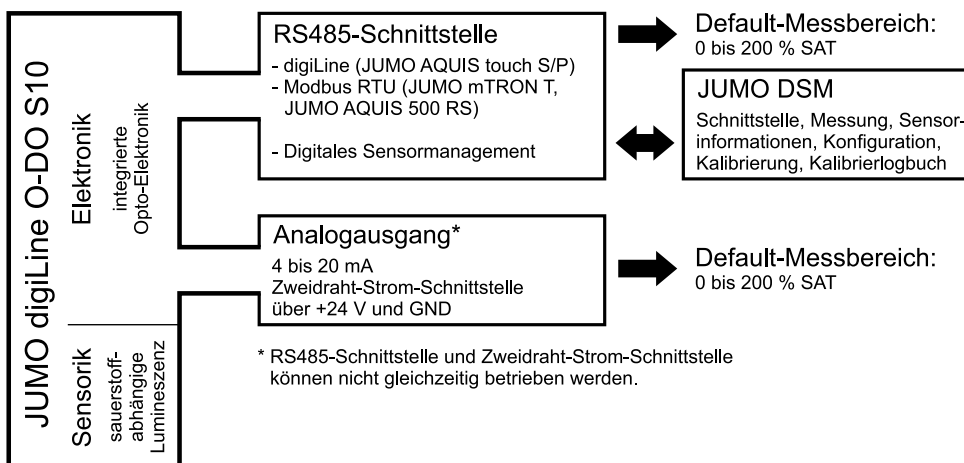 JUMO digiLine O-DO S10
Elektronik
integrierte
Opto-Elektronik
Sensorik
sauerstoff-
abhängige
Lumineszenz
RS485-Schnittstelle
- digiLine (JUMO AQUIS touch S/P)
- Modbus RTU (JUMO mTRON T,
JUMO AQUIS 500 RS)
- Digitales Sensormanagement
Default-Messbereich:
0 bis 200 % SAT
JUMO DSM
Schnittstelle, Messung, Sensor-
informationen, Konfiguration,
Kalibrierung, Kalibrierlogbuch
Analogausgang*
4 bis 20 mA
Zweidraht-Strom-Schnittstelle
über +24 V und GND
Default-Messbereich:
0 bis 200 % SAT
* RS485-Schnittstelle und Zweidraht-Strom-Schnittstelle
können nicht gleichzeitig betrieben werden.